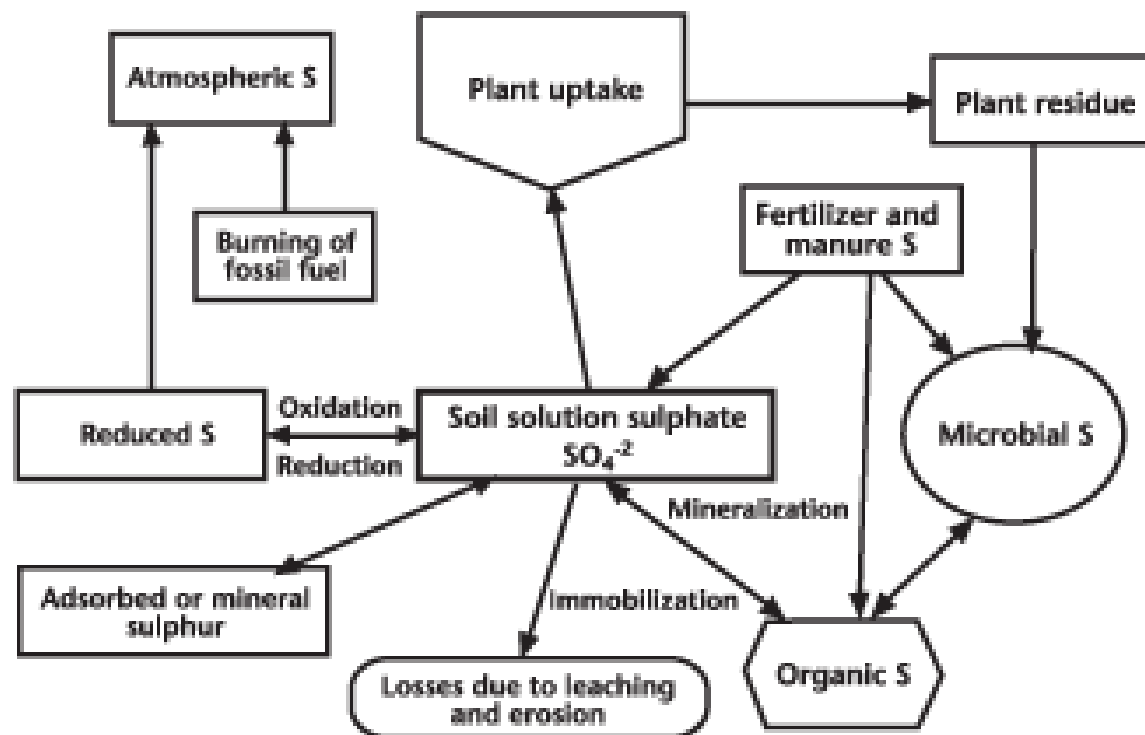 Atmospheric S
Plant uptake
Plant residue
Burning of
fossil fuel
Fertilizer and
manure S
Oxidation
Reduced S
Reduction
Soil solution sulphate
SO₄⁻²
Microbial S
Mineralization
Adsorbed or mineral
sulphur
Immobilization
Losses due to leaching
and erosion
Organic S